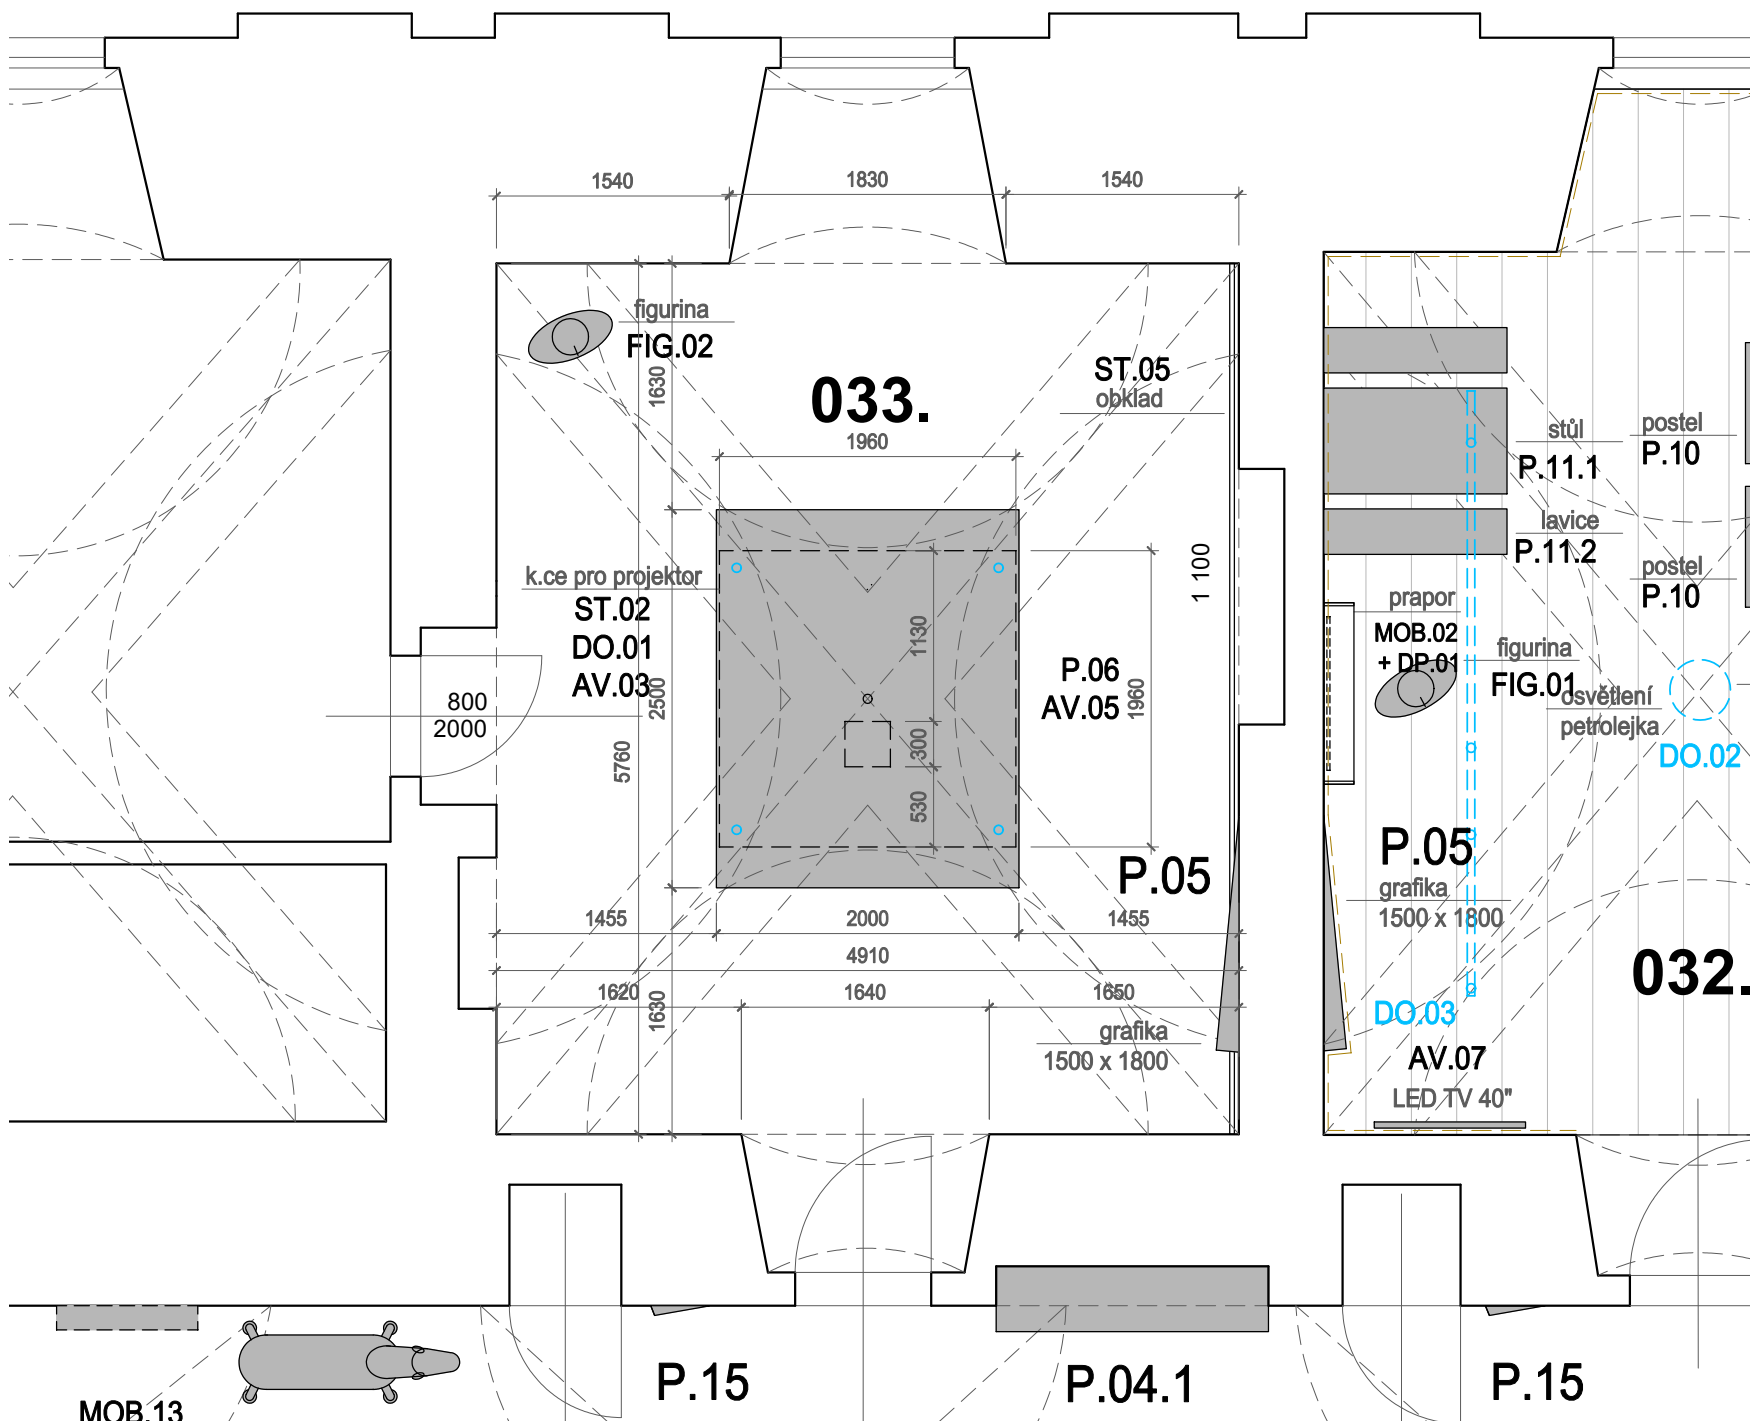 1540
1830
1540
figurina
FIG.02
1630
033.
1960
ST.05
obklad
stůl
P.11.1
postel
P.10
lavice
P.11.2
postel
P.10
k.ce pro projektor
ST.02
DO.01
AV.03
1130
1 100
prapor
MOB.02
+ DP.01
figurina
FIG.01
P.06
AV.05
1960
2500
800
2000
5760
300
530
osvětlení
petrolejka
DO.02
P.05
P.05
grafika
1500 x 1800
1455
2000
1455
4910
1620
1640
1650
1630
032.
DO.03
grafika
1500 x 1800
AV.07
LED TV 40"
P.15
P.04.1
P.15
MOB.13